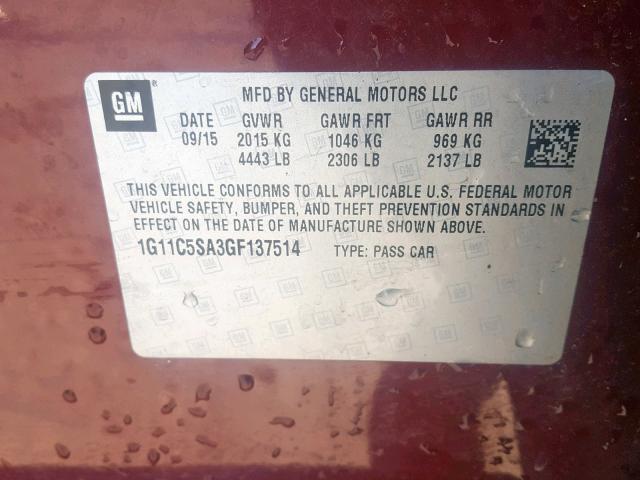 GM
®
MFD BY GENERAL MOTORS LLC
DATE GVWR GAWR FRT GAWR RR
09/15 2015 KG 1046 KG 969 KG
4443 LB 2306 LB 2137 LB
THIS VEHICLE CONFORMS TO ALL APPLICABLE U.S. FEDERAL MOTOR
VEHICLE SAFETY, BUMPER, AND THEFT PREVENTION STANDARDS IN
EFFECT ON THE DATE OF MANUFACTURE SHOWN ABOVE.
1G11C5SA3GF137514 TYPE: PASS CAR